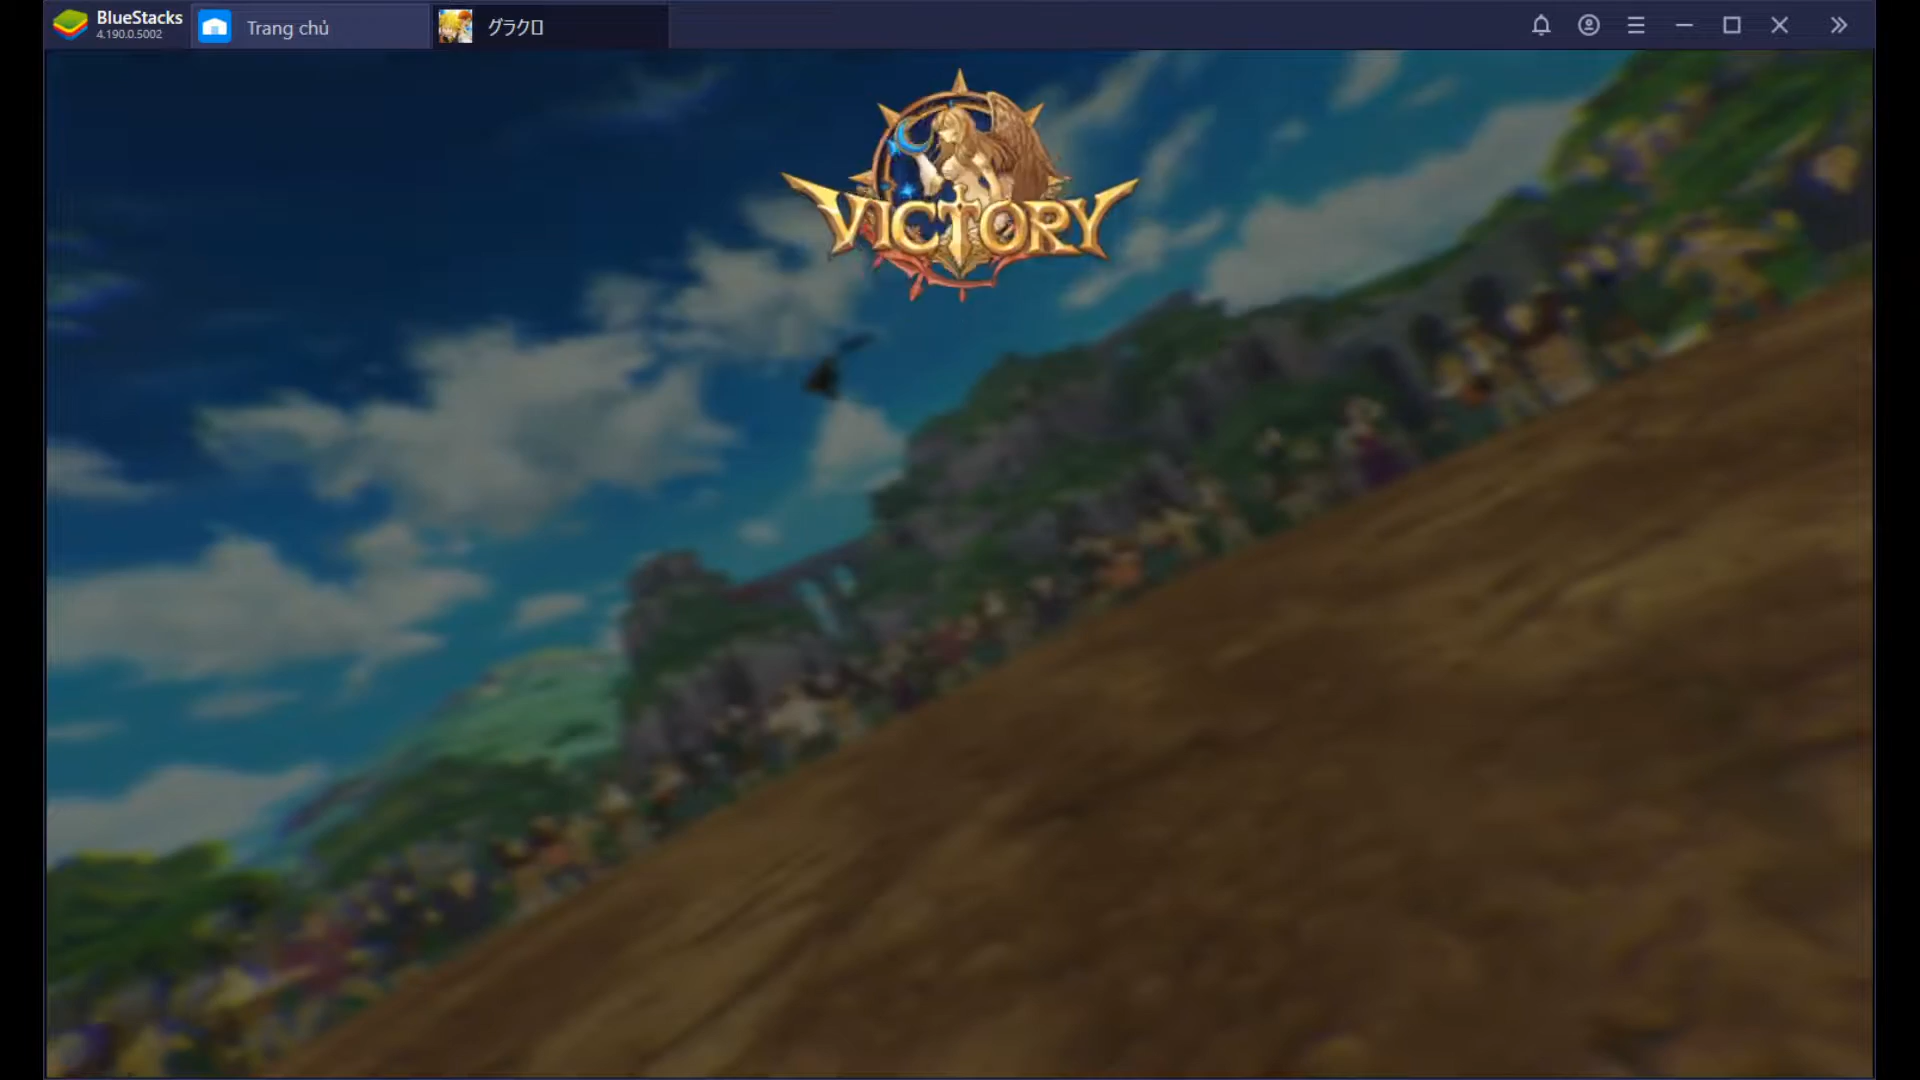 BlueStacks
4.190.0.5002
Trang chủ
グラクロ
VICTORY